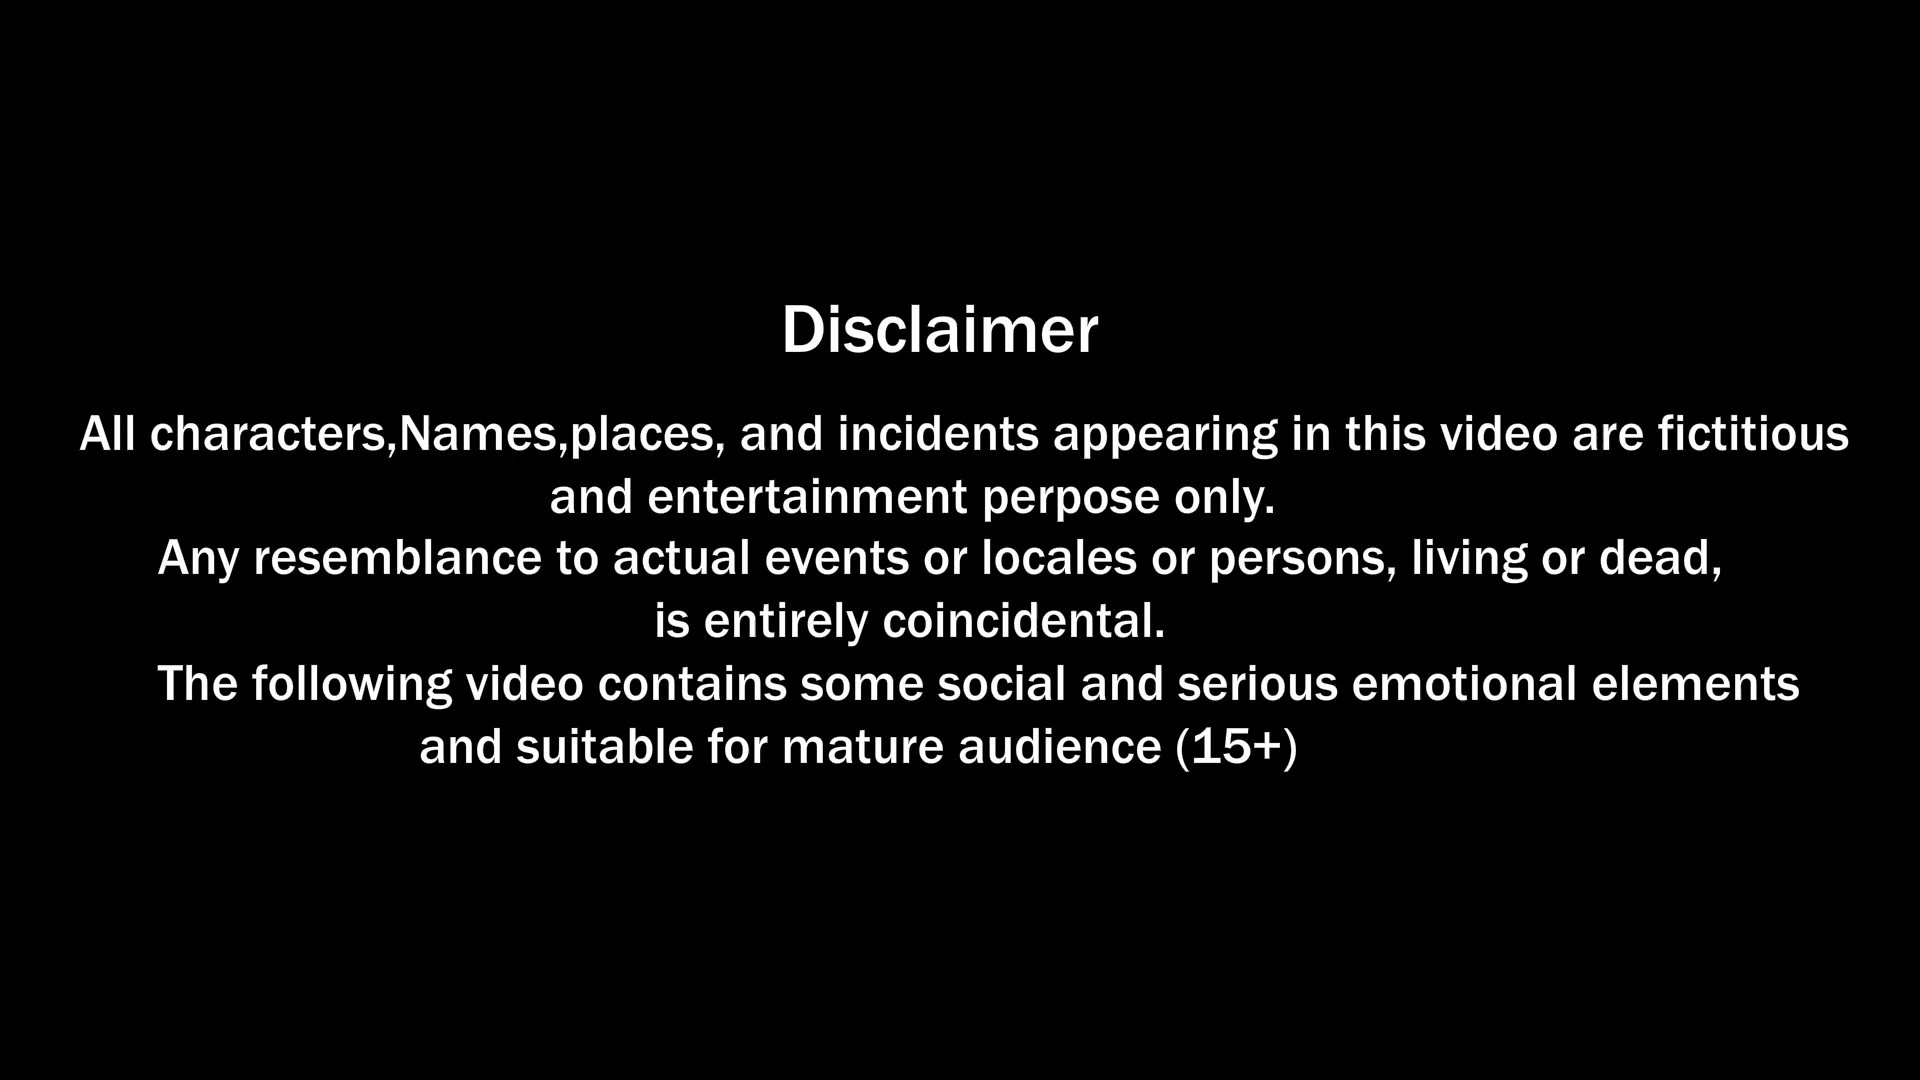 Disclaimer
All characters,Names,places, and incidents appearing in this video are fictitious
and entertainment perpose only.
Any resemblance to actual events or locales or persons, living or dead,
is entirely coincidental.
The following video contains some social and serious emotional elements
and suitable for mature audience (15+)